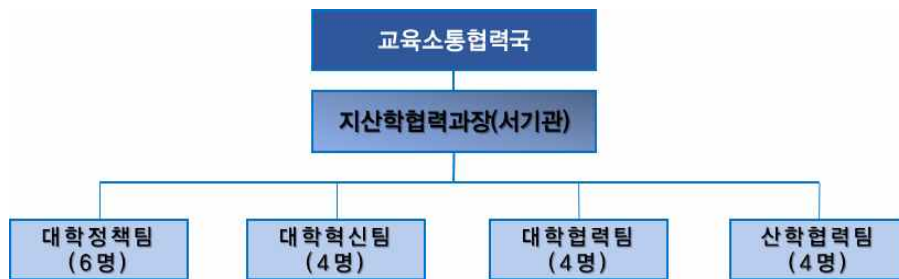 교육소통협력국
지산학협력과장(서기관)
대학정책팀
(6명)
대학혁신팀
(4명)
대학협력팀
(4명)
산학협력팀
(4명)